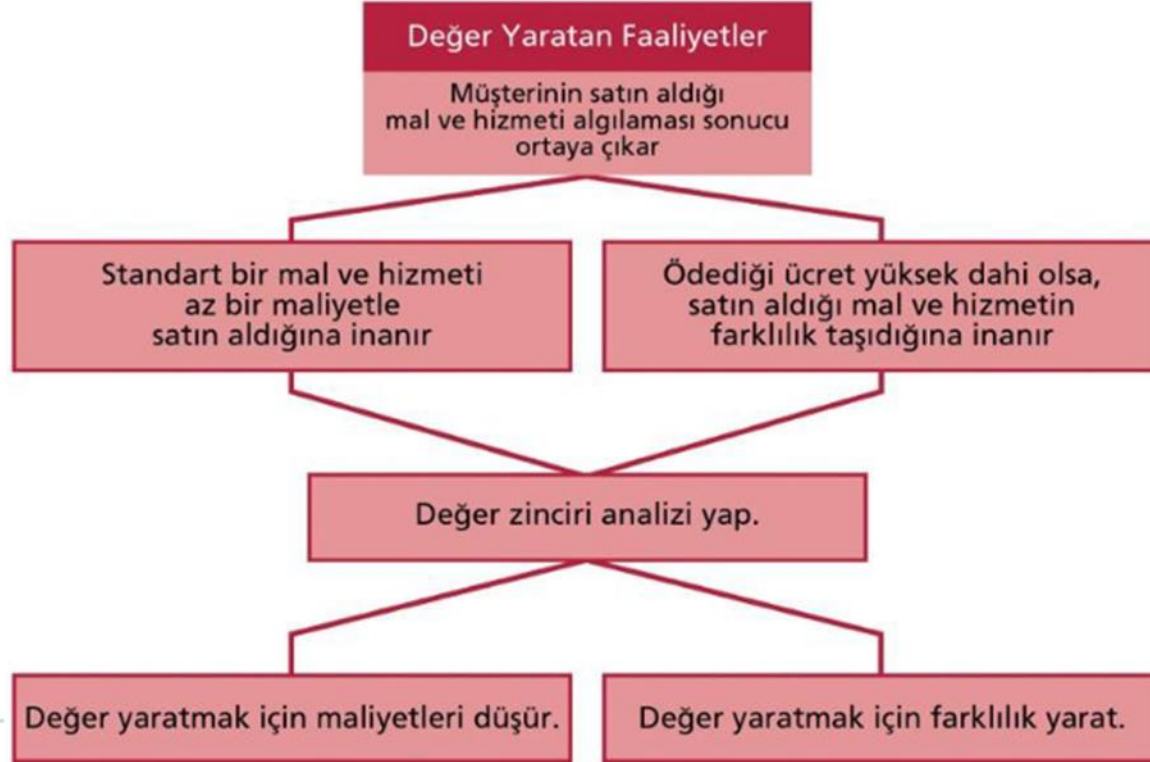 Değer Yaratan Faaliyetler
Müşterinin satın aldığı
mal ve hizmeti algılaması sonucu
ortaya çıkar
Standart bir mal ve hizmeti
az bir maliyetle
satın aldığına inanır
Ödediği ücret yüksek dahi olsa,
satın aldığı mal ve hizmetin
farklılık taşıdığına inanır
Değer zinciri analizi yap.
Değer yaratmak için maliyetleri düşür.
Değer yaratmak için farklılık yarat.